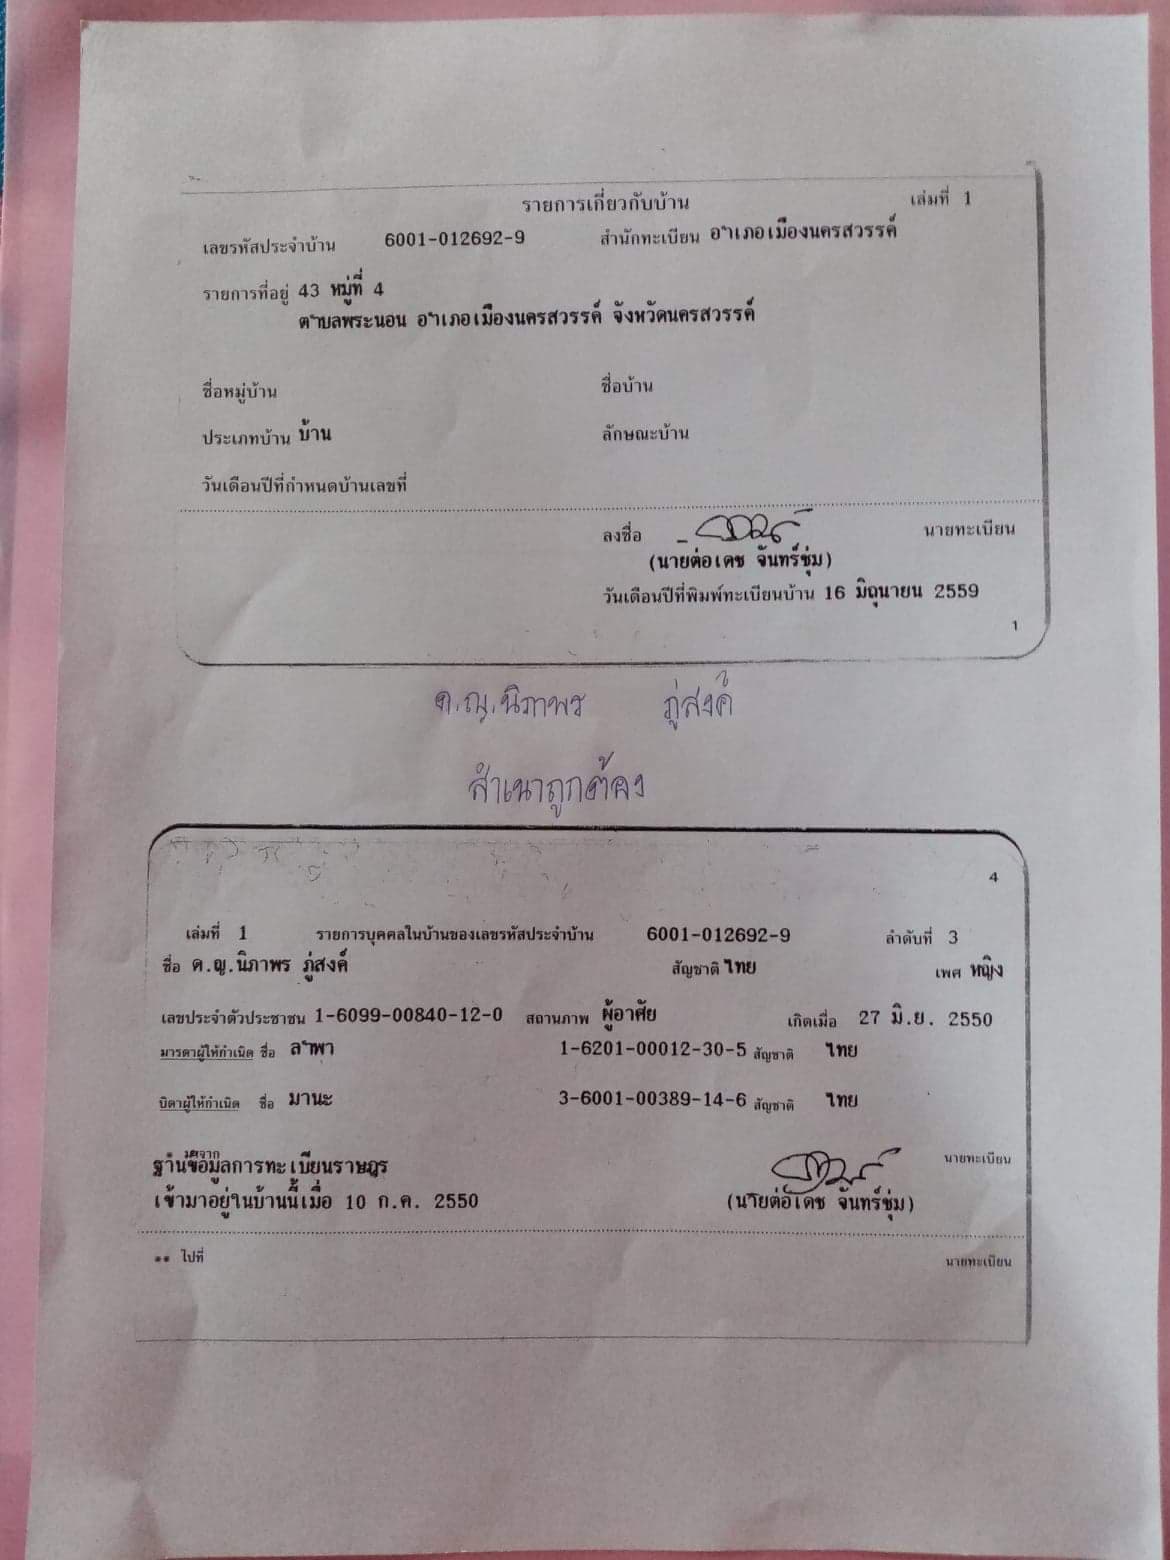 รายการเกี่ยวกับบ้าน เล่มที่ 1
เลขรหัสประจำบ้าน 6001-012692-9 สำนักทะเบียน อำเภอเมืองนครสวรรค์
รายการที่อยู่ 43 หมู่ที่ 4
ตำบลพระนอน อำเภอเมืองนครสวรรค์ จังหวัดนครสวรรค์
ชื่อหมู่บ้าน ชื่อบ้าน
ประเภทบ้าน บ้าน ลักษณะบ้าน
วันเดือนปีที่กำหนดบ้านเลขที่
ลงชื่อ นายทะเบียน
(นายต่อเดช จันทร์ชุ่ม)
วันเดือนปีที่พิมพ์ทะเบียนบ้าน 16 มิถุนายน 2559
1
ด.ญ.นิภาพร ภู่สงค์
สำเนาถูกต้อง
4
เล่มที่ 1 รายการบุคคลในบ้านของเลขรหัสประจำบ้าน 6001-012692-9 ลำดับที่ 3
ชื่อ ด.ญ.นิภาพร ภู่สงค์ สัญชาติ ไทย เพศ หญิง
เลขประจำตัวประชาชน 1-6099-00840-12-0 สถานภาพ ผู้อาศัย เกิดเมื่อ 27 มิ.ย. 2550
มารดาผู้ให้กำเนิด ชื่อ ลำพา 1-6201-00012-30-5 สัญชาติ ไทย
บิดาผู้ให้กำเนิด ชื่อ มานะ 3-6001-00389-14-6 สัญชาติ ไทย
* มาจาก นายทะเบียน
ฐานข้อมูลการทะเบียนราษฎร
เข้ามาอยู่ในบ้านนี้เมื่อ 10 ก.ค. 2550 (นายต่อเดช จันทร์ชุ่ม)
** ไปที่ นายทะเบียน